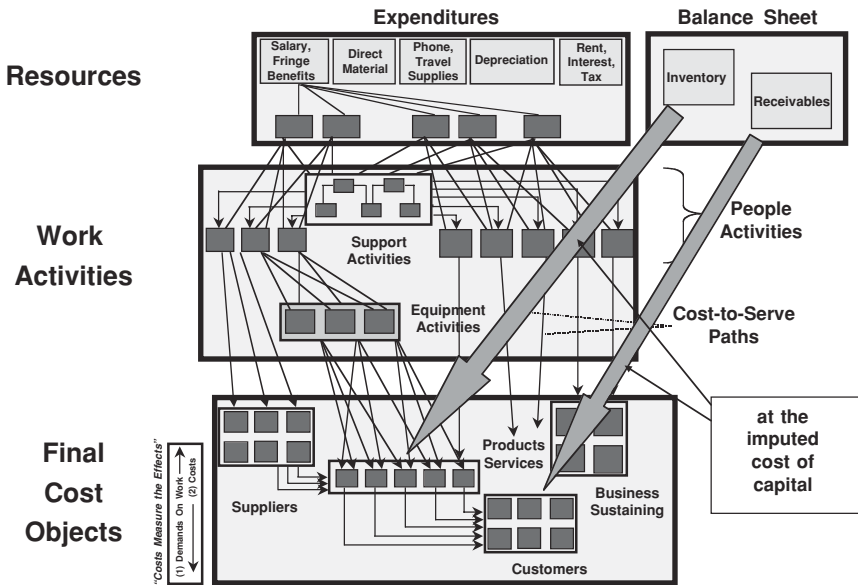 Expenditures
Balance Sheet
Resources
Salary,
Fringe
Benefits
Direct
Material
Phone,
Travel
Supplies
Depreciation
Rent,
Interest,
Tax
Inventory
Receivables
Work
Activities
Support
Activities
People
Activities
Equipment
Activities
Cost-to-Serve
Paths
Final
Cost
Objects
"Costs Measure the Effects"
(1) Demands On Work
(2) Costs
Suppliers
Products
Services
Business
Sustaining
Customers
at the
imputed
cost of
capital